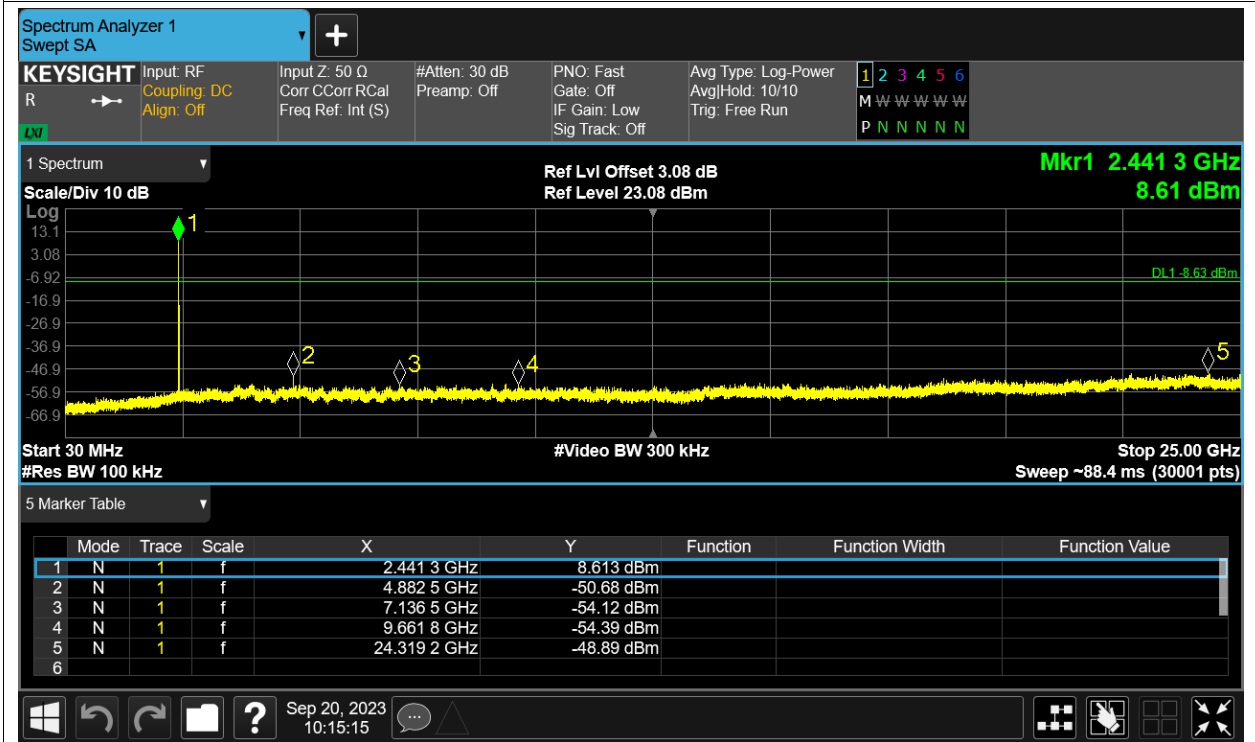 Spectrum Analyzer 1
Swept SA
KEYSIGHT Input: RF Input Z: 50 Ω #Atten: 30 dB PNO: Fast Avg Type: Log-Power 1 2 3 4 5 6
R Coupling: DC Corr CCorr RCal Preamp: Off Gate: Off Avg|Hold: 10/10 M W W W W W
Align: Off Freq Ref: Int (S) IF Gain: Low Trig: Free Run
LXI Sig Track: Off P N N N N N
1 Spectrum Ref Lvl Offset 3.08 dB Mkr1 2.441 3 GHz
Scale/Div 10 dB Ref Level 23.08 dBm 8.61 dBm
Log
1
13.1
3.08
-6.92 DL1 -8.63 dBm
-16.9
-26.9
-36.9
2 3 4 5
-46.9
-56.9
-66.9
Start 30 MHz #Video BW 300 kHz Stop 25.00 GHz
#Res BW 100 kHz Sweep ~88.4 ms (30001 pts)
5 Marker Table
Mode Trace Scale X Y Function Function Width Function Value
1 N 1 f 2.441 3 GHz 8.613 dBm
2 N 1 f 4.882 5 GHz -50.68 dBm
3 N 1 f 7.136 5 GHz -54.12 dBm
4 N 1 f 9.661 8 GHz -54.39 dBm
5 N 1 f 24.319 2 GHz -48.89 dBm
6
? Sep 20, 2023
10:15:15